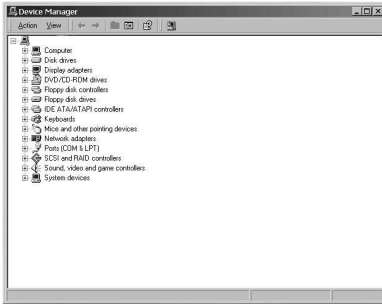 Device Manager
Action View
Computer
Disk drives
Display adapters
DVD/CD-ROM drives
Floppy disk controllers
Floppy disk drives
IDE ATA/ATAPI controllers
Keyboards
Mice and other pointing devices
Network adapters
Ports (COM & LPT)
SCSI and RAID controllers
Sound, video and game controllers
System devices